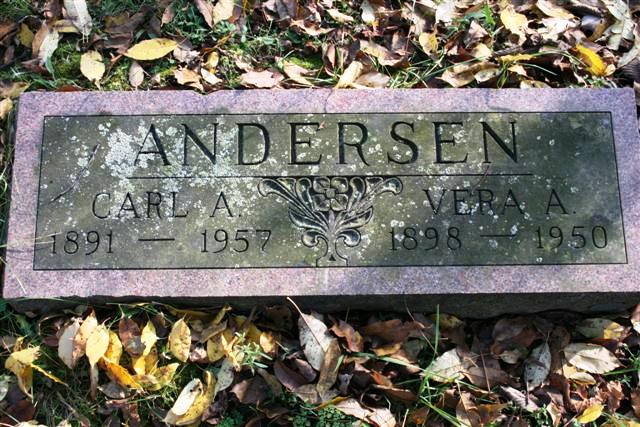 ANDERSEN
CARL A. VERA A.
1891 — 1957 1898 — 1950